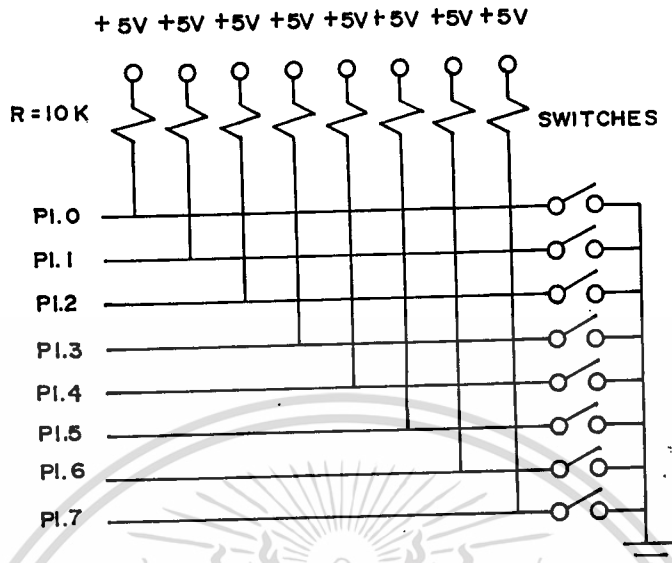 +5V +5V +5V +5V +5V +5V +5V +5V
R=10K
SWITCHES
P1.0
P1.1
P1.2
P1.3
P1.4
P1.5
P1.6
P1.7